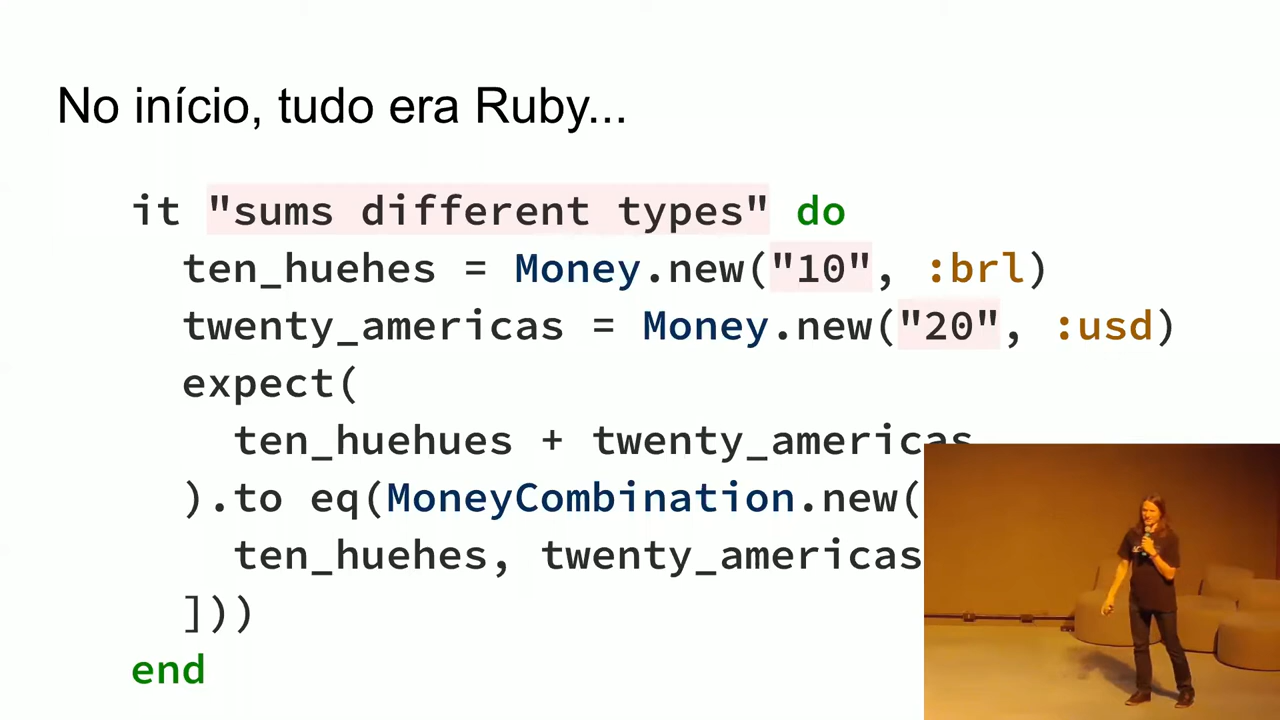 No início, tudo era Ruby...
it "sums different types" do
ten_huehes = Money.new("10", :brl)
twenty_americas = Money.new("20", :usd)
expect(
ten_huehues + twenty_americas
).to eq(MoneyCombination.new(
ten_huehes, twenty_americas
]))
end